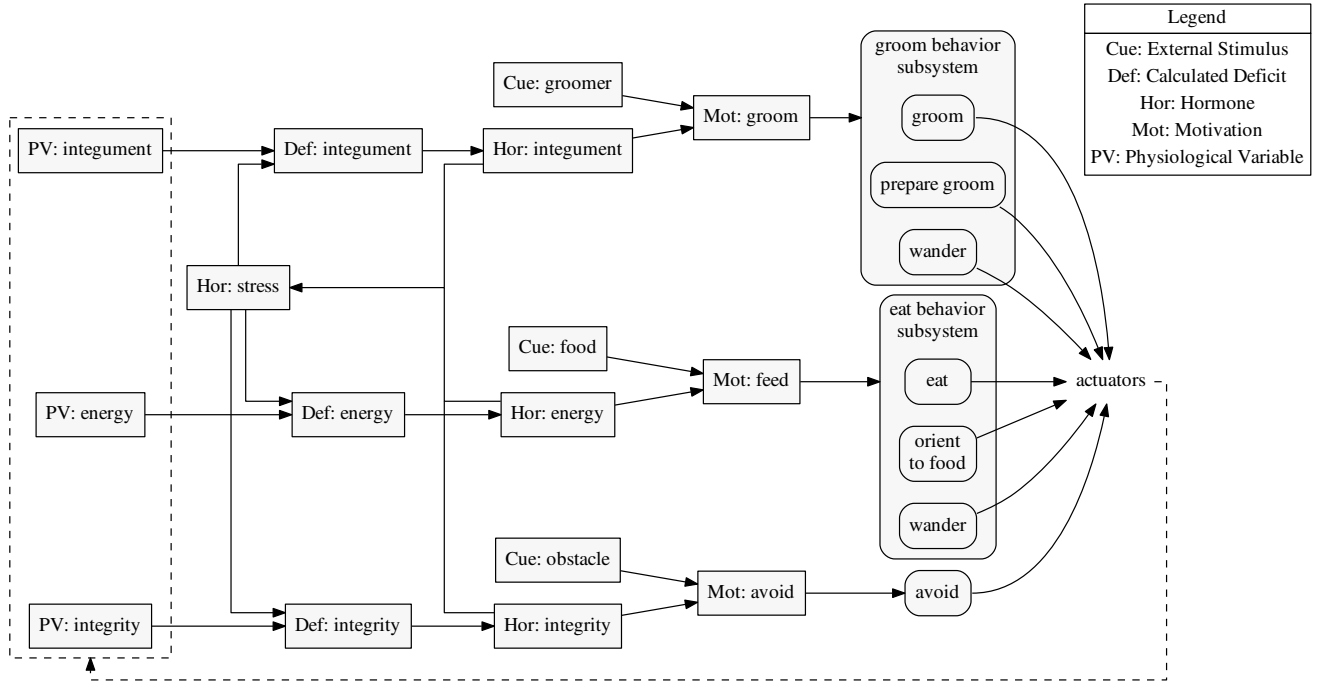 Legend
Cue: External Stimulus
Def: Calculated Deficit
Hor: Hormone
Mot: Motivation
PV: Physiological Variable
groom behavior
subsystem
Cue: groomer
groom
Mot: groom
PV: integument
Def: integument
Hor: integument
prepare groom
wander
Hor: stress
eat behavior
subsystem
Cue: food
Mot: feed
eat
actuators
PV: energy
Def: energy
Hor: energy
orient
to food
wander
Cue: obstacle
Mot: avoid
avoid
PV: integrity
Def: integrity
Hor: integrity